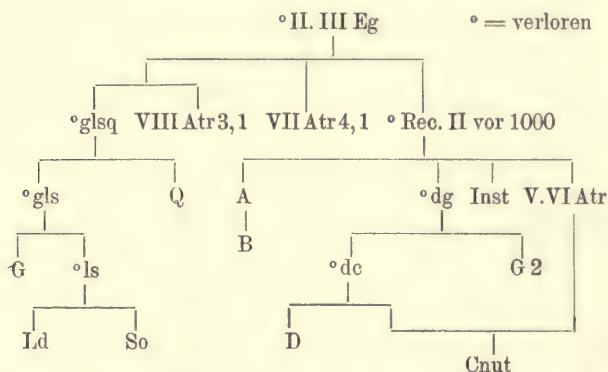 °II. III Eg ° = verloren
°glsq VIII Atr 3, 1 VII Atr 4, 1 ° Rec. II vor 1000
°gls Q A °dg Inst V. VI Atr
G °ls B °dc G 2
Ld So D Cnut